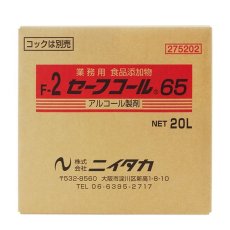 コックは別売
275202
業務用 食品添加物
F-2 セーフコール®65
アルコール製剤
NET 20L
株式会社 ニイタカ
〒532-8560 大阪市淀川区新高1-8-10
TEL 06-6395-2717